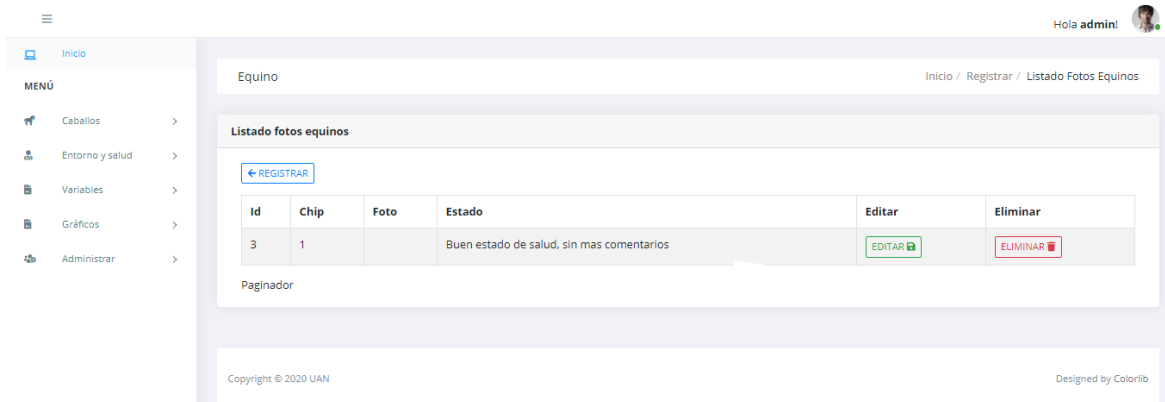 Hola admin!
Inicio
MENÚ
Caballos
Entorno y salud
Variables
Gráficos
Administrar
Equino
Inicio / Registrar / Listado Fotos Equinos
Listado fotos equinos
REGISTRAR
Id Chip Foto Estado Editar Eliminar
3 1 Buen estado de salud, sin mas comentarios EDITAR ELIMINAR
Paginador
Copyright © 2020 UAN
Designed by Colorlib